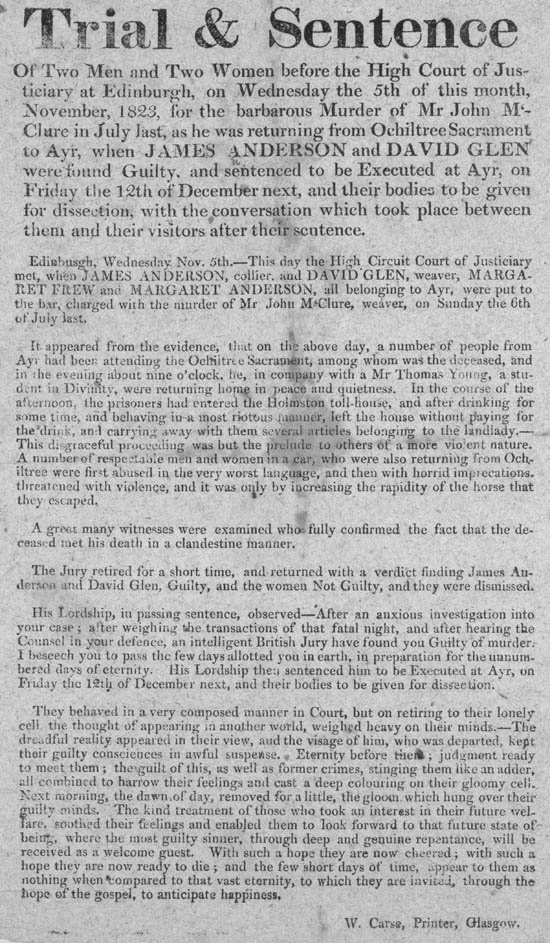 Trial & Sentence
Of Two Men and Two Women before the High Court of Jus-
ticiary at Edinburgh, on Wednesday the 5th of this month,
November, 1823, for the barbarous Murder of Mr John M'-
Clure in July last, as he was returning from Ochiltree Sacrament
to Ayr, when JAMES ANDERSON and DAVID GLEN
were found Guilty, and sentenced to be Executed at Ayr, on
Friday the 12th of December next, and their bodies to be given
for dissection, with the conversation which took place between
them and their visitors after their sentence.
Edinbusgh, Wednesday Nov. 5th.—This day the High Circuit Court of Justiciary
met, when JAMES ANDERSON, collier, and DAVID GLEN, weaver, MARGA-
RET FREW and MARGARET ANDERSON, all belonging to Ayr, were put to
the bar, charged with the murder of Mr John M'Clure, weaver, on Sunday the 6th
of July last.
It appeared from the evidence, that on the above day, a number of people from
Ayr had been attending the Ochiltree Sacrament, among whom was the deceased, and
in the evening about nine o'clock, he, in company with a Mr Thomas Young, a stu-
dent in Divinity, were returning home in peace and quietness. In the course of the
afternoon, the prisoners had entered the Holmston toll-house, and after drinking for
some time, and behaving in a most riotous manner, left the house without paying for
the drink, and carrying away with them several articles belonging to the landlady.—
This disgraceful proceeding was but the prelude to others of a more violent nature.
A number of respectable men and women in a car, who were also returning from Och-
iltree were first abused in the very worst language, and then with horrid imprecations.
threatened with violence, and it was only by increasing the rapidity of the horse that
they escaped.
A great many witnesses were examined who fully confirmed the fact that the de-
ceased met his death in a clandestine manner.
The Jury retired for a short time, and returned with a verdict finding James An-
derson and David Glen, Guilty, and the women Not Guilty, and they were dismissed.
His Lordship, in passing sentence, observed—After an anxious investigation into
your case; after weighing the transactions of that fatal night, and after hearing the
Counsel in your defence, an intelligent British Jury have found you Guilty of murder.
I beseech you to pass the few days allotted you in earth, in preparation for the unnum-
bered days of eternity. His Lordship then sentenced him to be Executed at Ayr, on
Friday the 12th of December next, and their bodies to be given for dissection.
They behaved in a very composed manner in Court, but on retiring to their lonely
cell, the thought of appearing in another world, weighed heavy on their minds.—The
dreadful reality appeared in their view, and the visage of him, who was departed, kept
their guilty consciences in awful suspense. Eternity before them; judgment ready
to meet them; the guilt of this, as well as former crimes, stinging them like an adder,
all combined to harrow their feelings and cast a deep colouring on their gloomy cell.
Next morning, the dawn of day, removed for a little, the gloom which hung over their
guilty minds. The kind treatment of those who took an interest in their future wel-
fare, soothed their feelings and enabled them to look forward to that future state of
being, where the most guilty sinner, through deep and genuine repentance, will be
received as a welcome guest. With such a hope they are now cheered; with such a
hope they are now ready to die; and the few short days of time, appear to them as
nothing when compared to that vast eternity, to which they are invited, through the
hope of the gospel, to anticipate happiness,
W. Carse, Printer, Glasgow.